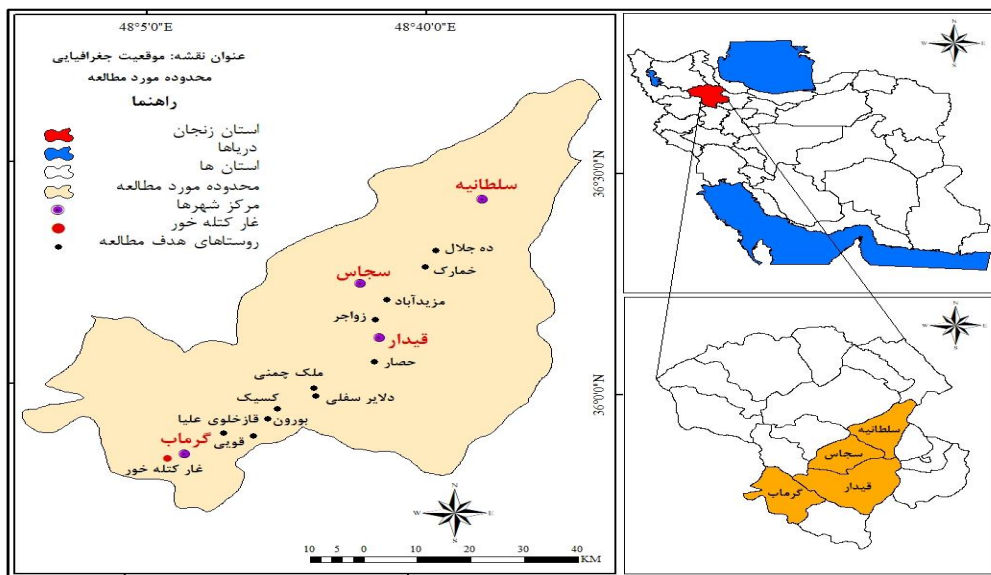 48°5'0"E
48°40'0"E
عنوان نقشه: موقعیت جغرافیایی
محدوده مورد مطالعه
راهنما
استان زنجان
دریاها
استان ها
محدوده مورد مطالعه
مرکز شهرها
غار کتله خور
روستاهای هدف مطالعه
سلطانیه
ده جلال
خمارک
سجاس
مزیدآباد
زواجر
قیدار
حصار
ملک چمنی
دلایر سفلی
کسیک
بورون
قازخلوی علیا
قویی
گرماب
غار کتله خور
N
W
E
S
10
5
0
10
20
30
40
KM
36°30'0"N
36°0'0"N
N
W
E
S
N
W
E
S
سلطانیه
سجاس
قیدار
گرماب